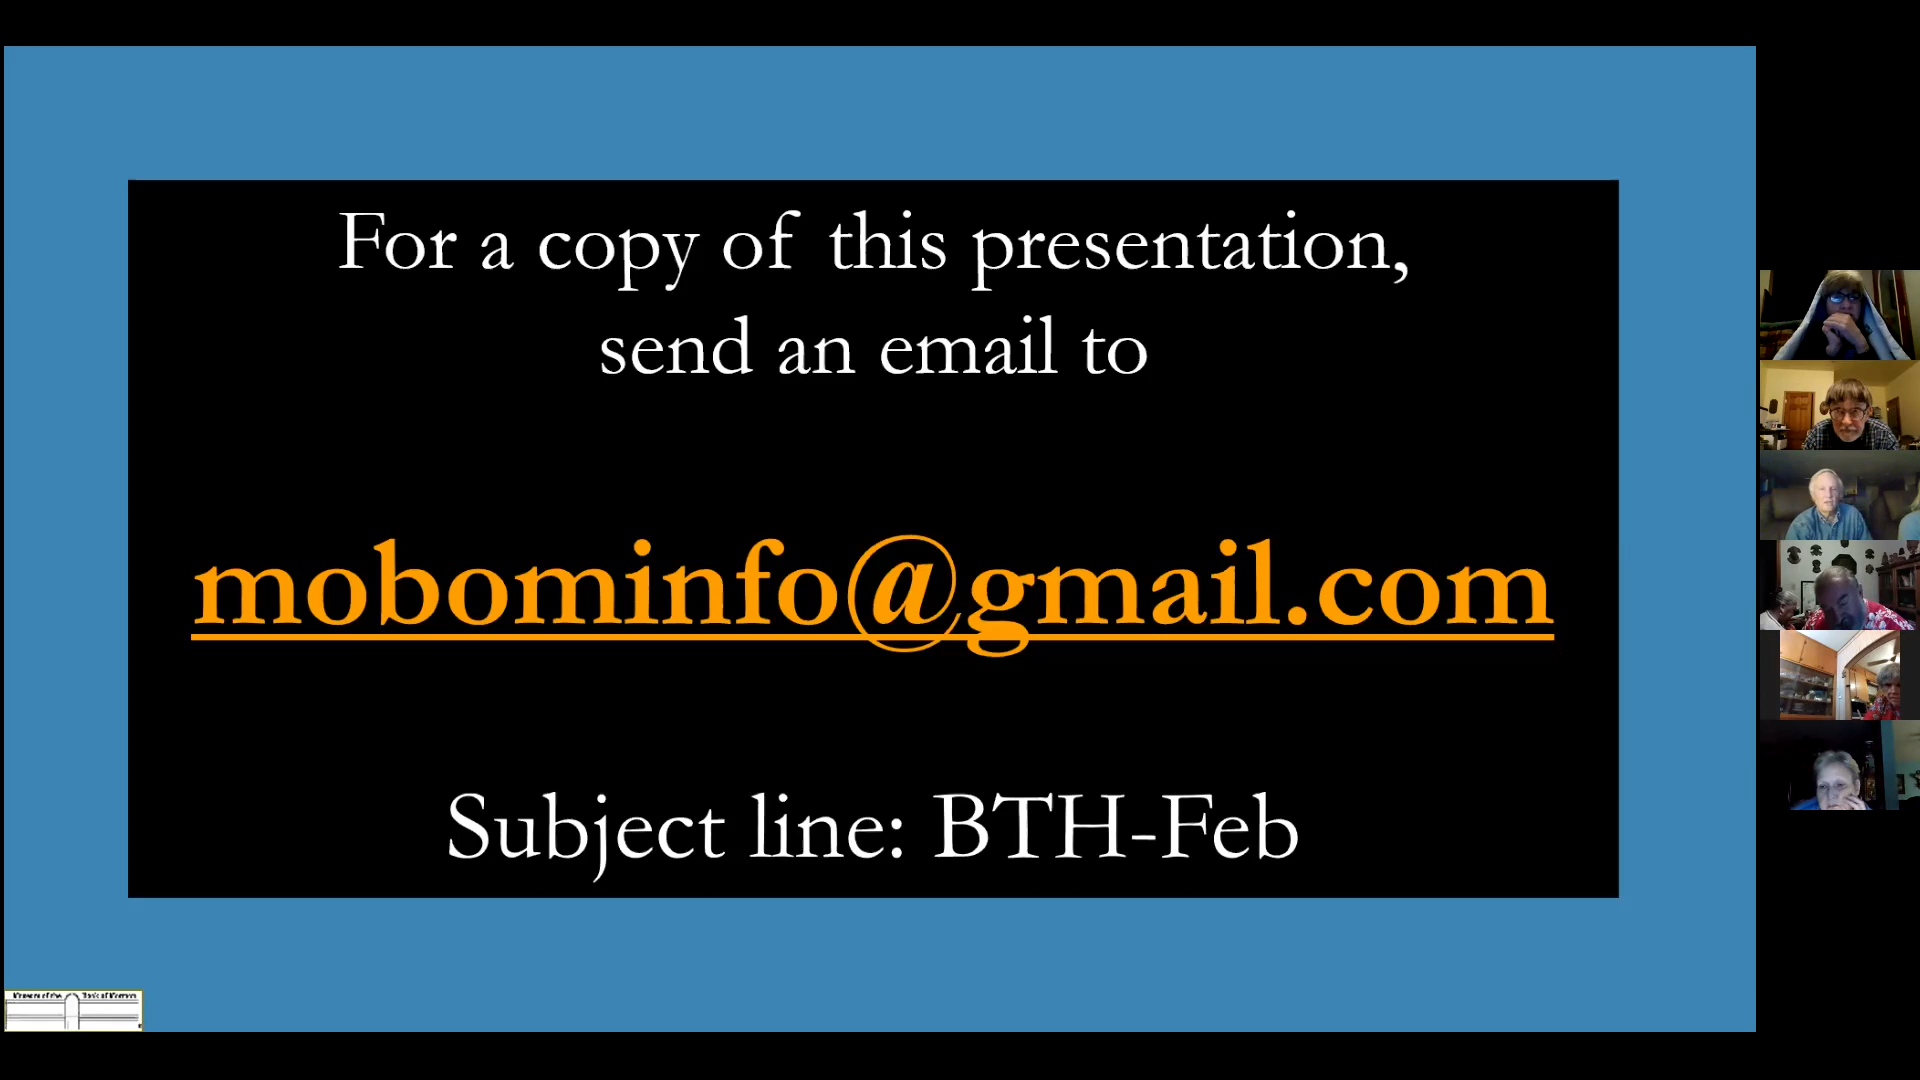 For a copy of this presentation,
send an email to
mobominfo@gmail.com
Subject line: BTH-Feb